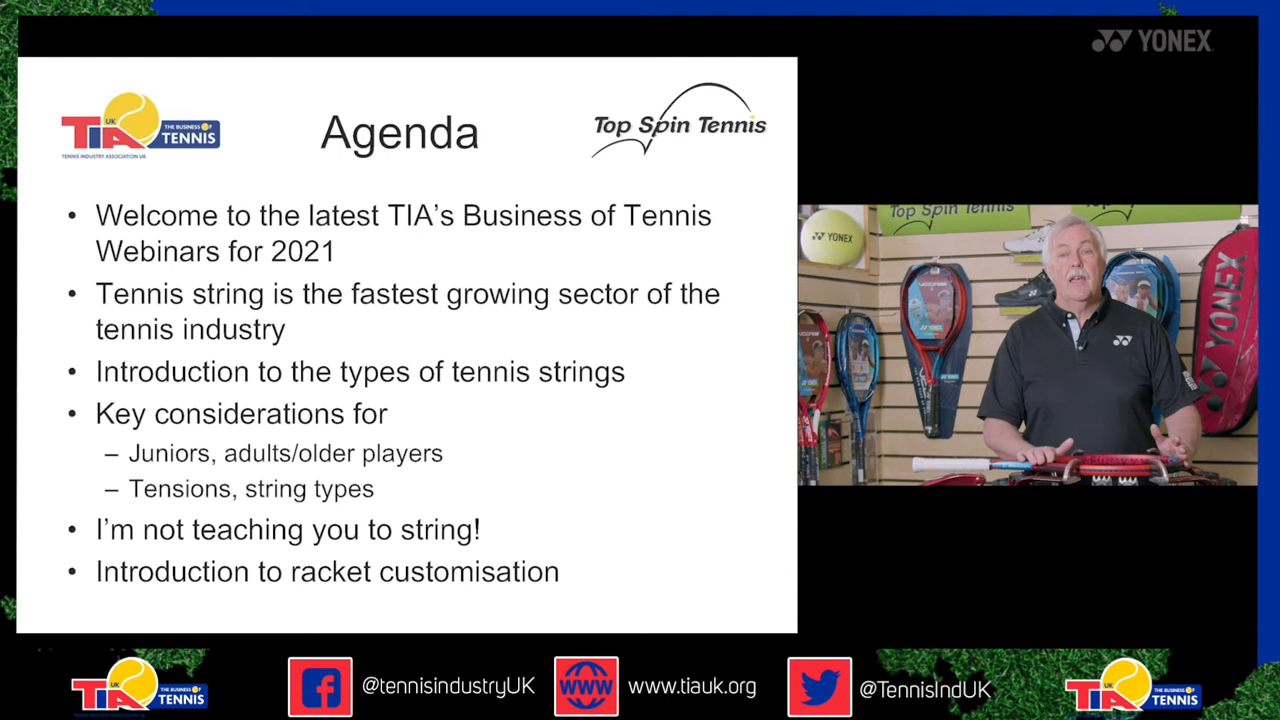 YONEX
UK
TIA
THE BUSINESS OF
TENNIS
TENNIS INDUSTRY ASSOCIATION UK
Agenda
Top Spin Tennis
• Welcome to the latest TIA's Business of Tennis
Webinars for 2021
• Tennis string is the fastest growing sector of the
tennis industry
• Introduction to the types of tennis strings
• Key considerations for
– Juniors, adults/older players
– Tensions, string types
• I'm not teaching you to string!
• Introduction to racket customisation
Top Spin Tennis
YONEX
YONEX
UK
TIA
THE BUSINESS OF
TENNIS
@tennisindustryUK
WWW
www.tiauk.org
@TennisIndUK
UK
TIA
THE BUSINESS OF
TENNIS